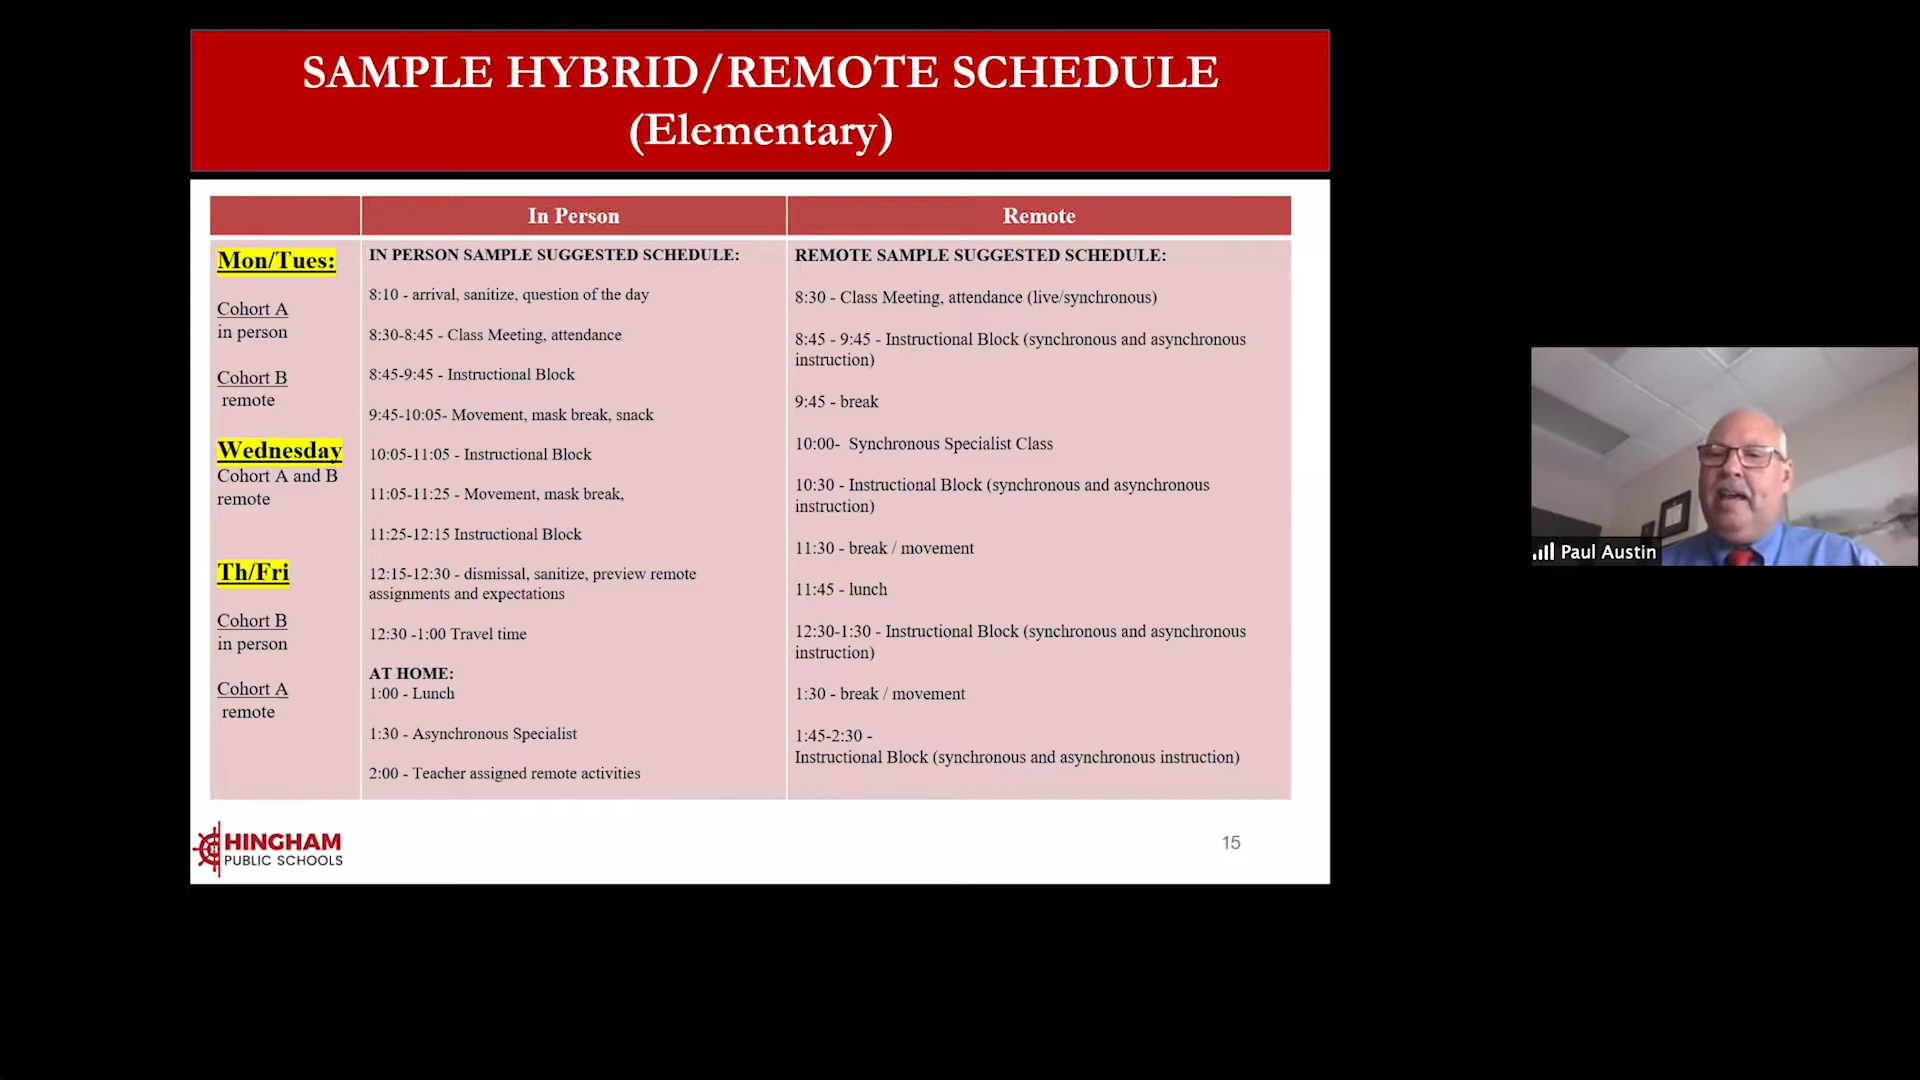 SAMPLE HYBRID/REMOTE SCHEDULE
(Elementary)
In Person
Remote
Mon/Tues:
Cohort A
in person
Cohort B
remote
Wednesday
Cohort A and B
remote
Th/Fri
Cohort B
in person
Cohort A
remote
IN PERSON SAMPLE SUGGESTED SCHEDULE:
8:10 - arrival, sanitize, question of the day
8:30-8:45 - Class Meeting, attendance
8:45-9:45 - Instructional Block
9:45-10:05- Movement, mask break, snack
10:05-11:05 - Instructional Block
11:05-11:25 - Movement, mask break,
11:25-12:15 Instructional Block
12:15-12:30 - dismissal, sanitize, preview remote
assignments and expectations
12:30 -1:00 Travel time
AT HOME:
1:00 - Lunch
1:30 - Asynchronous Specialist
2:00 - Teacher assigned remote activities
REMOTE SAMPLE SUGGESTED SCHEDULE:
8:30 - Class Meeting, attendance (live/synchronous)
8:45 - 9:45 - Instructional Block (synchronous and asynchronous
instruction)
9:45 - break
10:00- Synchronous Specialist Class
10:30 - Instructional Block (synchronous and asynchronous
instruction)
11:30 - break / movement
11:45 - lunch
12:30-1:30 - Instructional Block (synchronous and asynchronous
instruction)
1:30 - break / movement
1:45-2:30 -
Instructional Block (synchronous and asynchronous instruction)
H
HINGHAM
PUBLIC SCHOOLS
15
Paul Austin